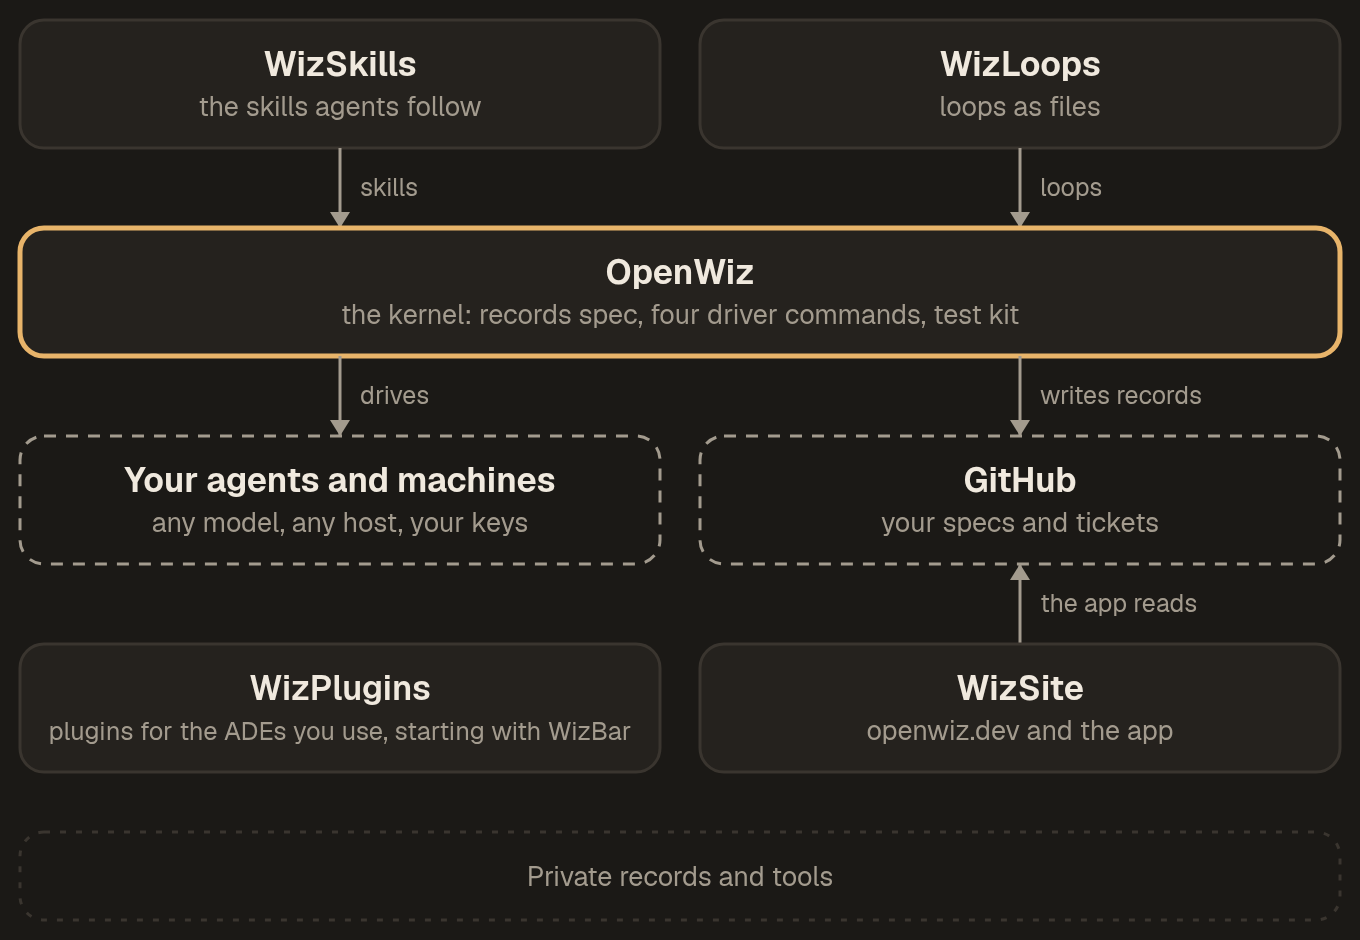 WizSkills
the skills agents follow
WizLoops
loops as files
skills
loops
OpenWiz
the kernel: records spec, four driver commands, test kit
drives
writes records
Your agents and machines
any model, any host, your keys
GitHub
your specs and tickets
the app reads
WizPlugins
plugins for the ADEs you use, starting with WizBar
WizSite
openwiz.dev and the app
Private records and tools